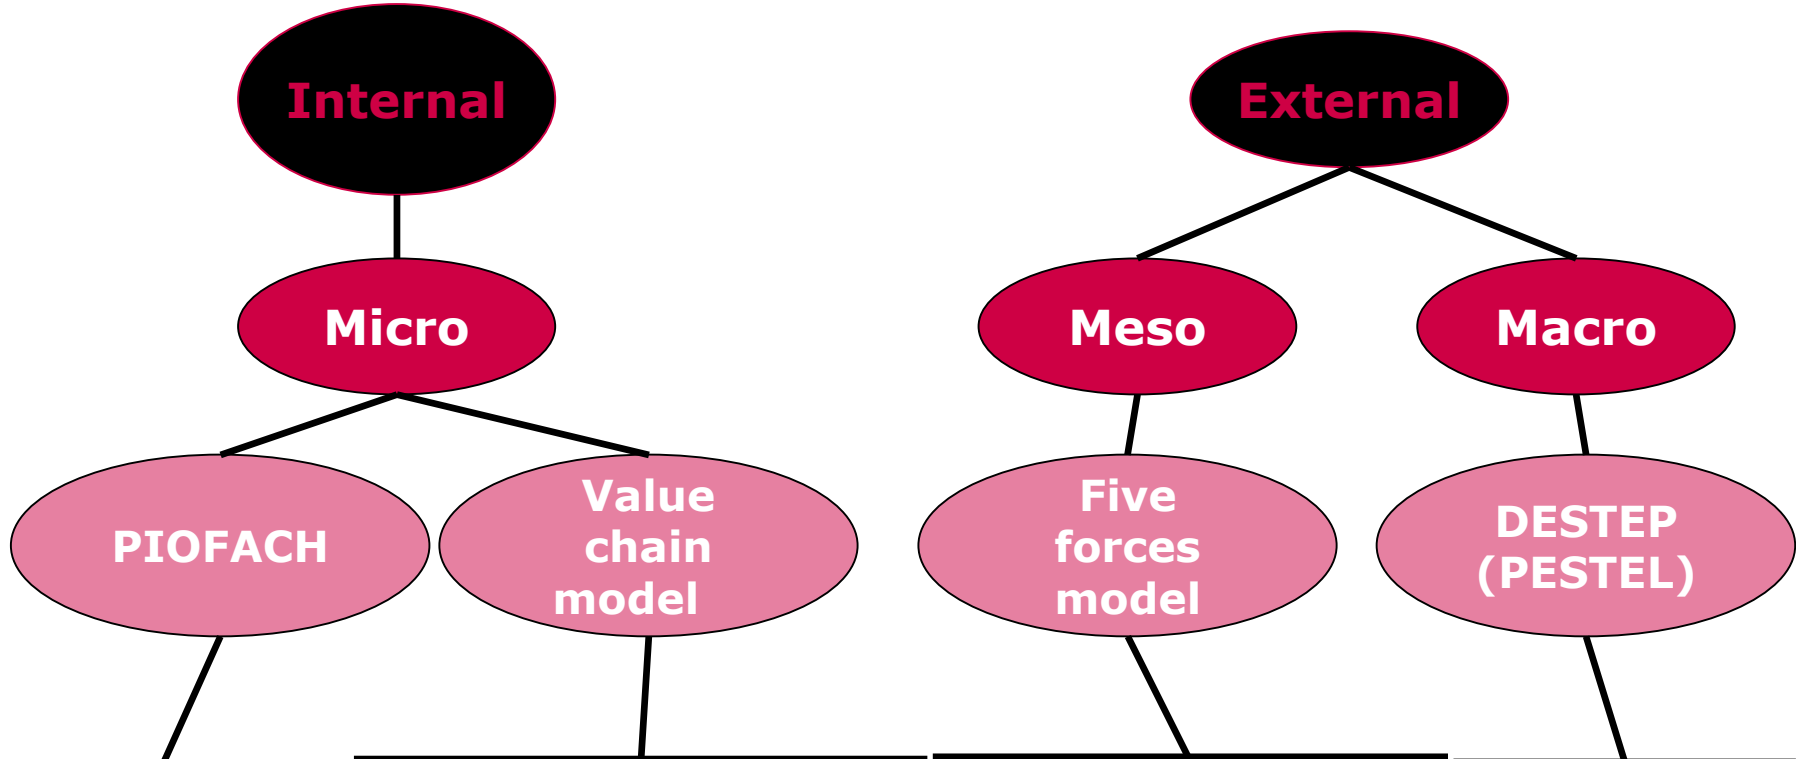 Internal
External
Micro
Meso
Macro
PIOFACH
Value
chain
model
Five
forces
model
DESTEP
(PESTEL)